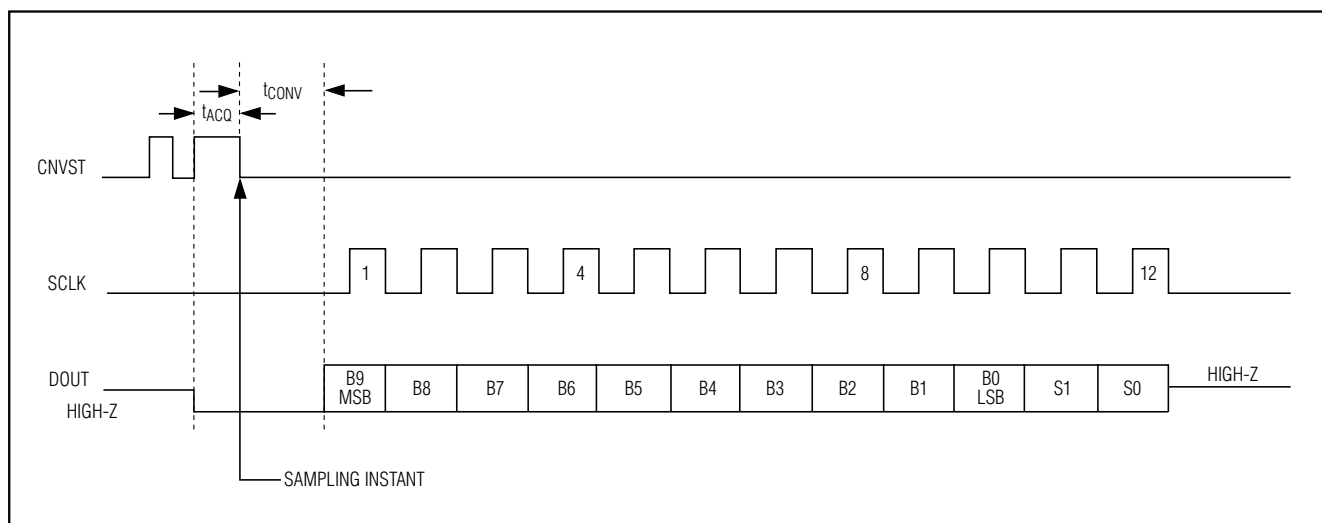 tCONV
tACQ
CNVST
SCLK
1
4
8
12
DOUT
HIGH-Z
B9
MSB
B8
B7
B6
B5
B4
B3
B2
B1
B0
LSB
S1
S0
HIGH-Z
SAMPLING INSTANT